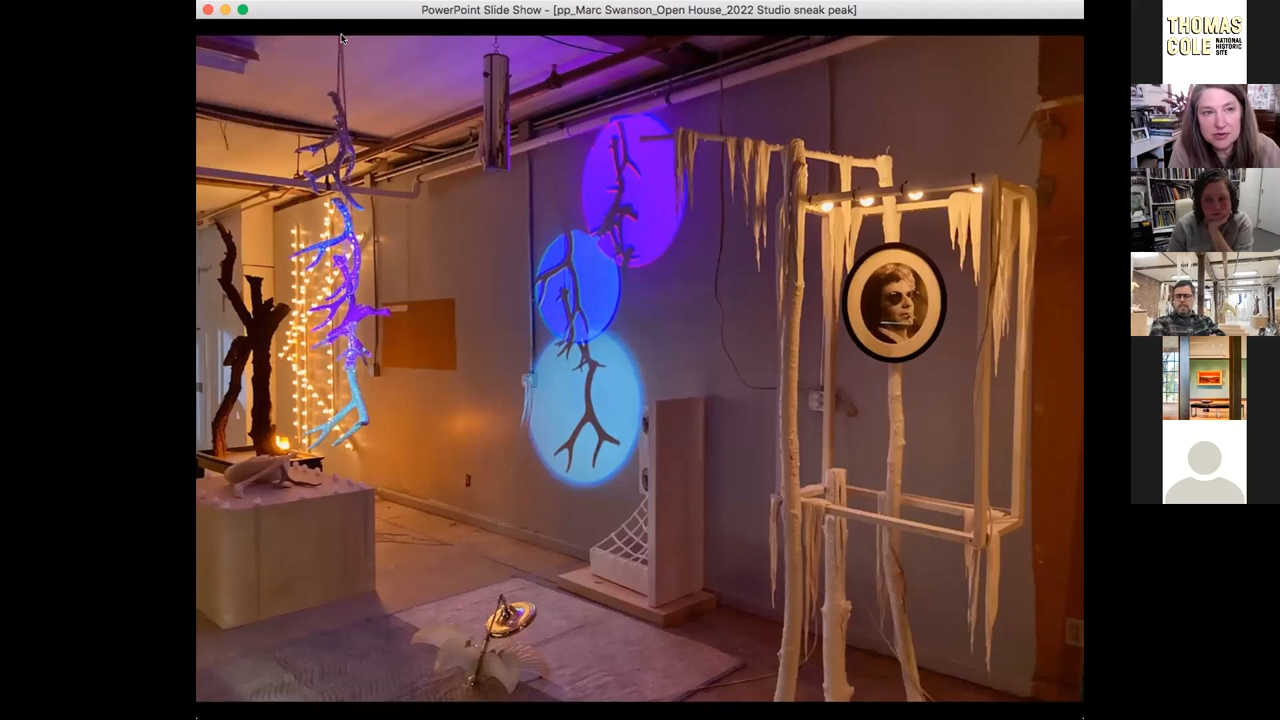 PowerPoint Slide Show - [pp_Marc Swanson_Open House_2022 Studio sneak peak]
THOMAS
COLE NATIONAL
HISTORIC
SITE